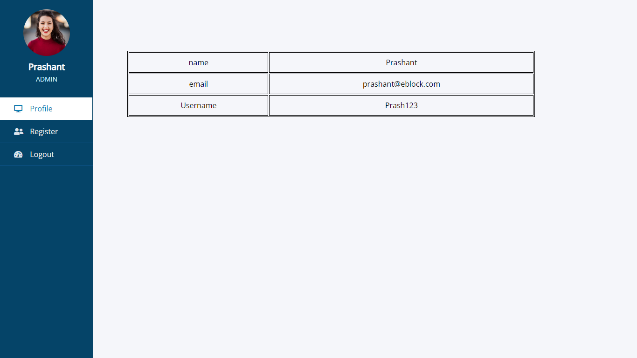 Prashant
ADMIN
Profile
Register
Logout
name Prashant
email prashant@eblock.com
Username Prash123